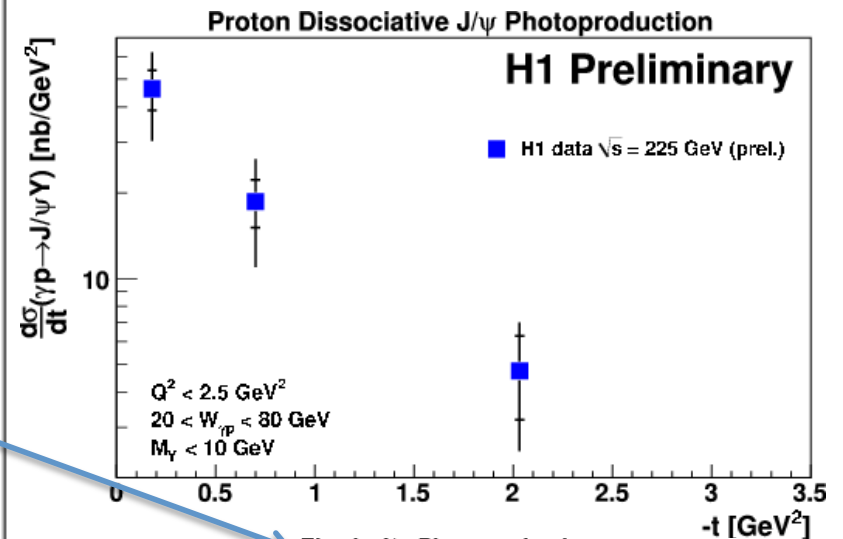 Proton Dissociative J/ψ Photoproduction
dσ/dt (γp→J/ψY) [nb/GeV²]
H1 Preliminary
H1 data √s = 225 GeV (prel.)
10
Q² < 2.5 GeV²
20 < Wγp < 80 GeV
MY < 10 GeV
0 0.5 1 1.5 2 2.5 3 3.5
-t [GeV²]